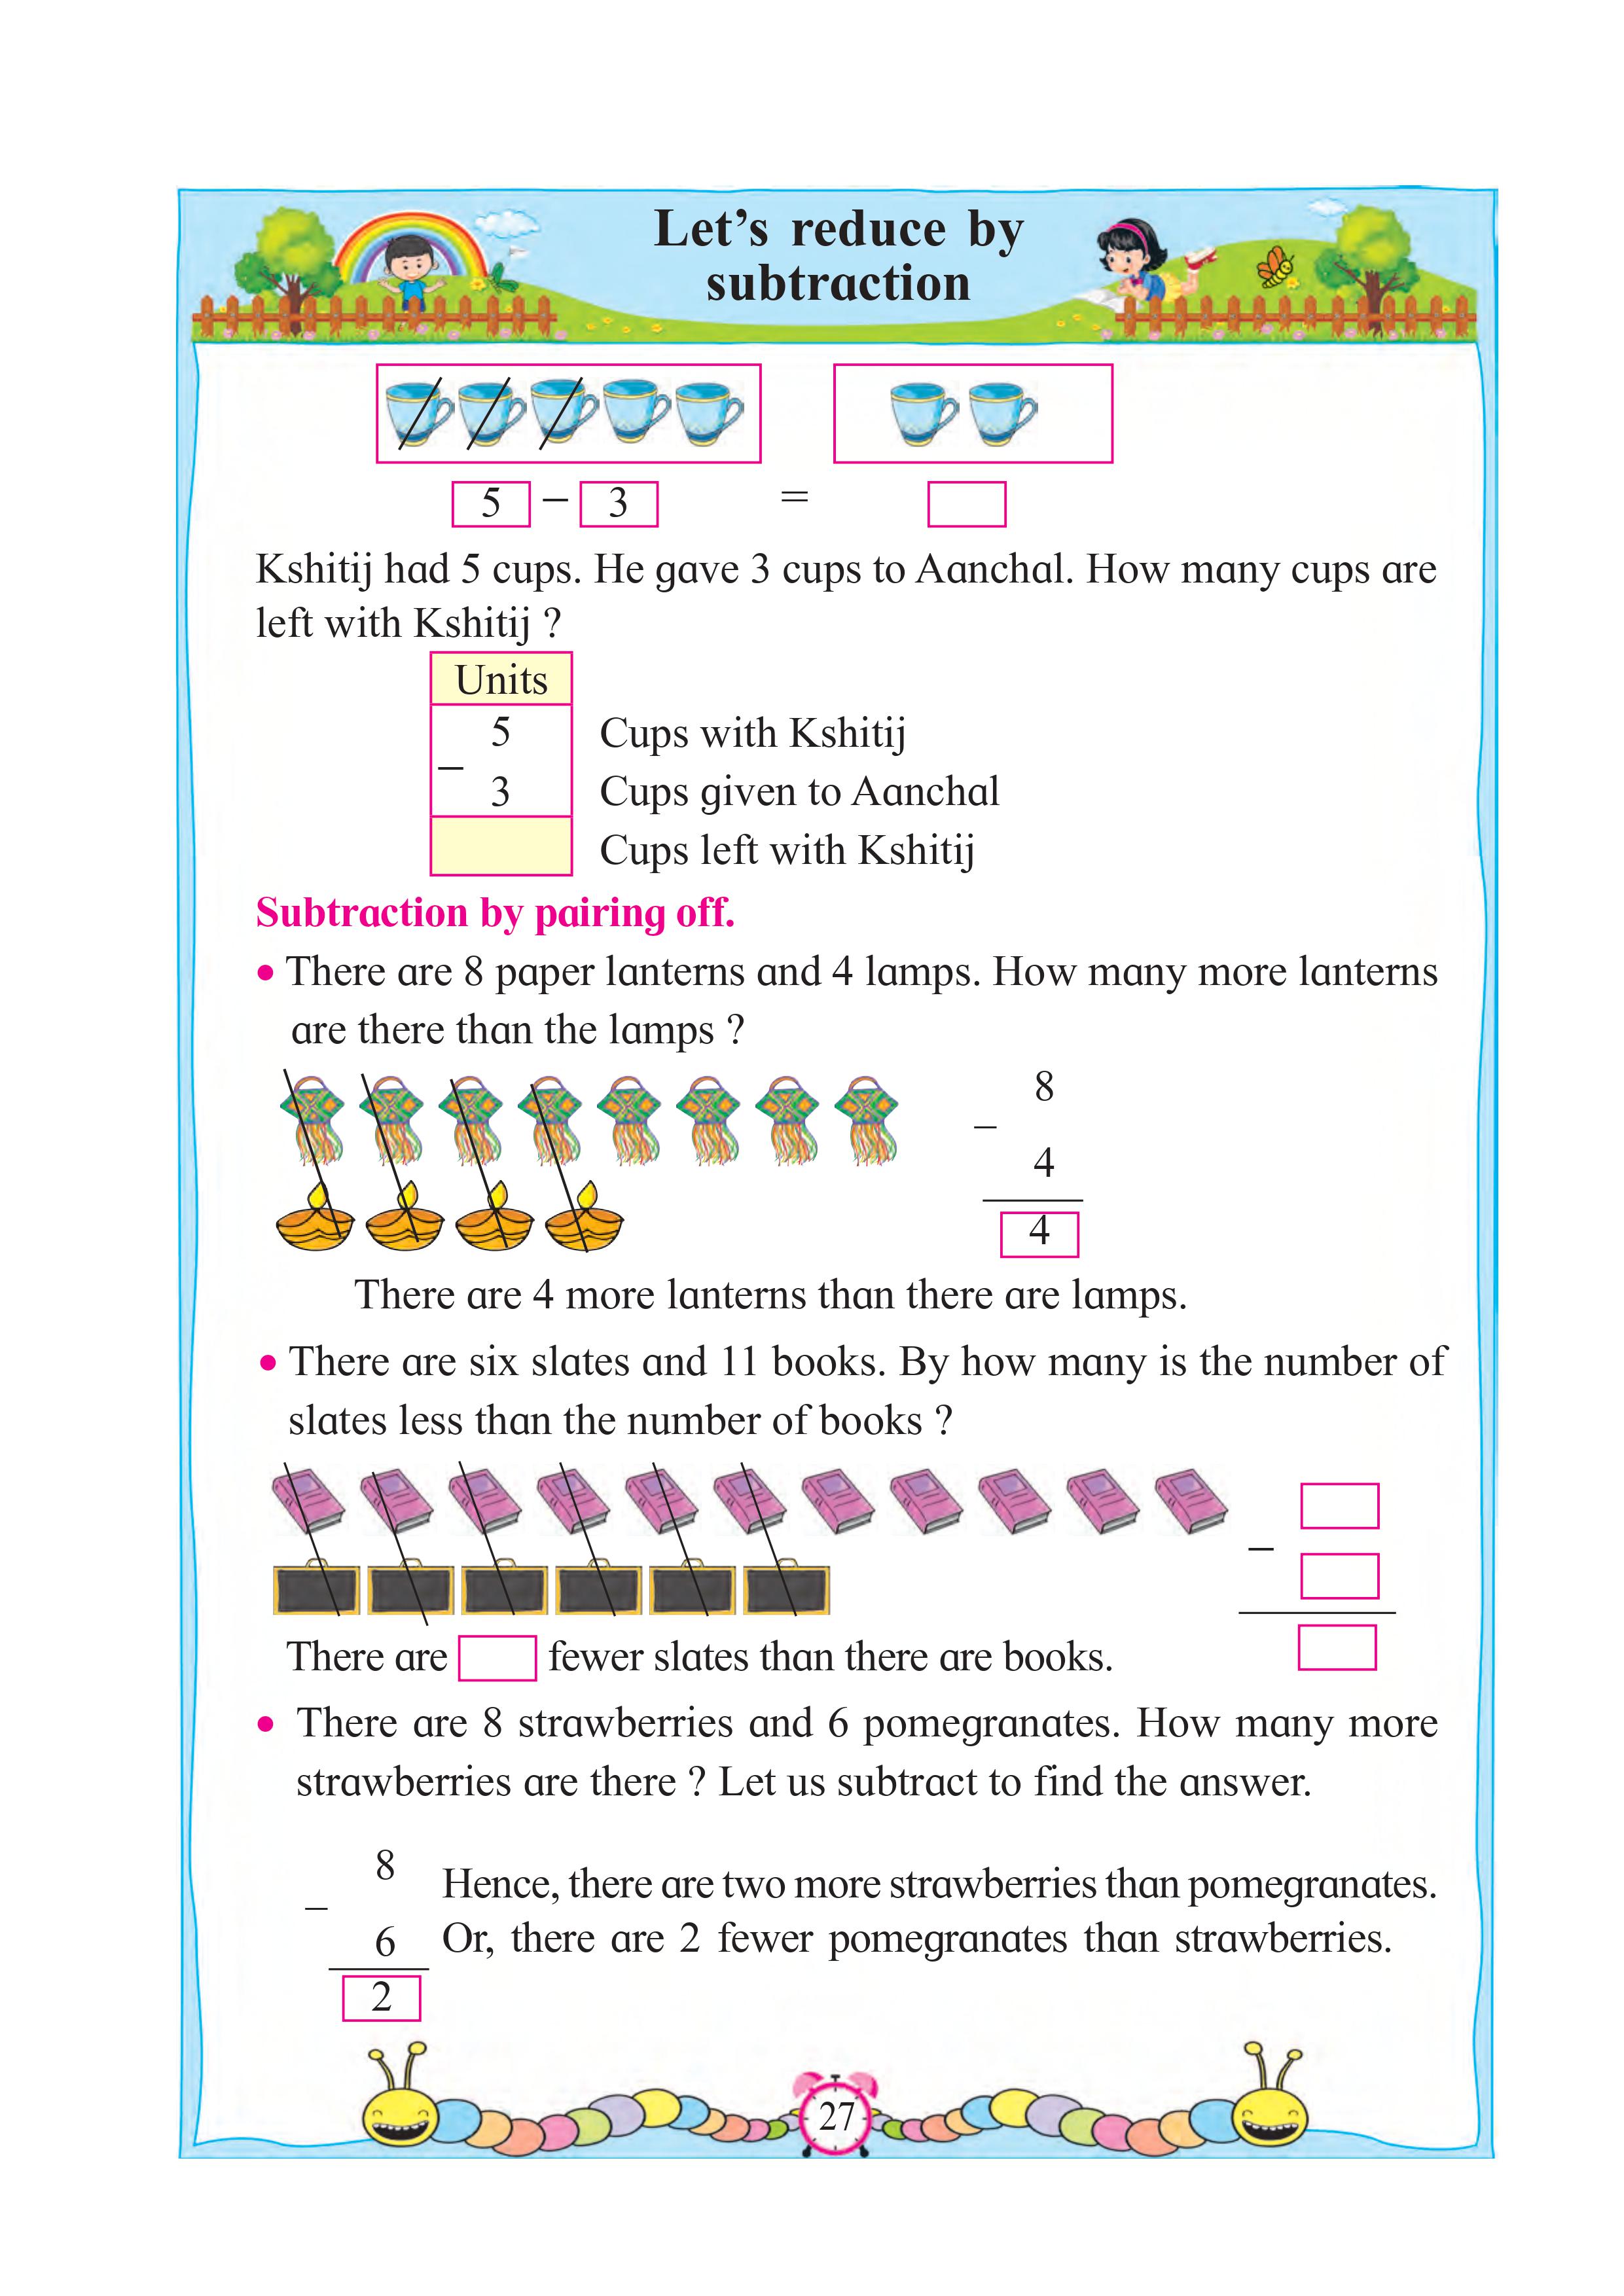 Let’s reduce by
subtraction
5 – 3 =
Kshitij had 5 cups. He gave 3 cups to Aanchal. How many cups are
left with Kshitij ?
Units
5 Cups with Kshitij
–
3 Cups given to Aanchal
Cups left with Kshitij
Subtraction by pairing off.
• There are 8 paper lanterns and 4 lamps. How many more lanterns
are there than the lamps ?
8
–
4
4
There are 4 more lanterns than there are lamps.
• There are six slates and 11 books. By how many is the number of
slates less than the number of books ?
–
There are fewer slates than there are books.
• There are 8 strawberries and 6 pomegranates. How many more
strawberries are there ? Let us subtract to find the answer.
8
–
6
2
Hence, there are two more strawberries than pomegranates.
Or, there are 2 fewer pomegranates than strawberries.
27